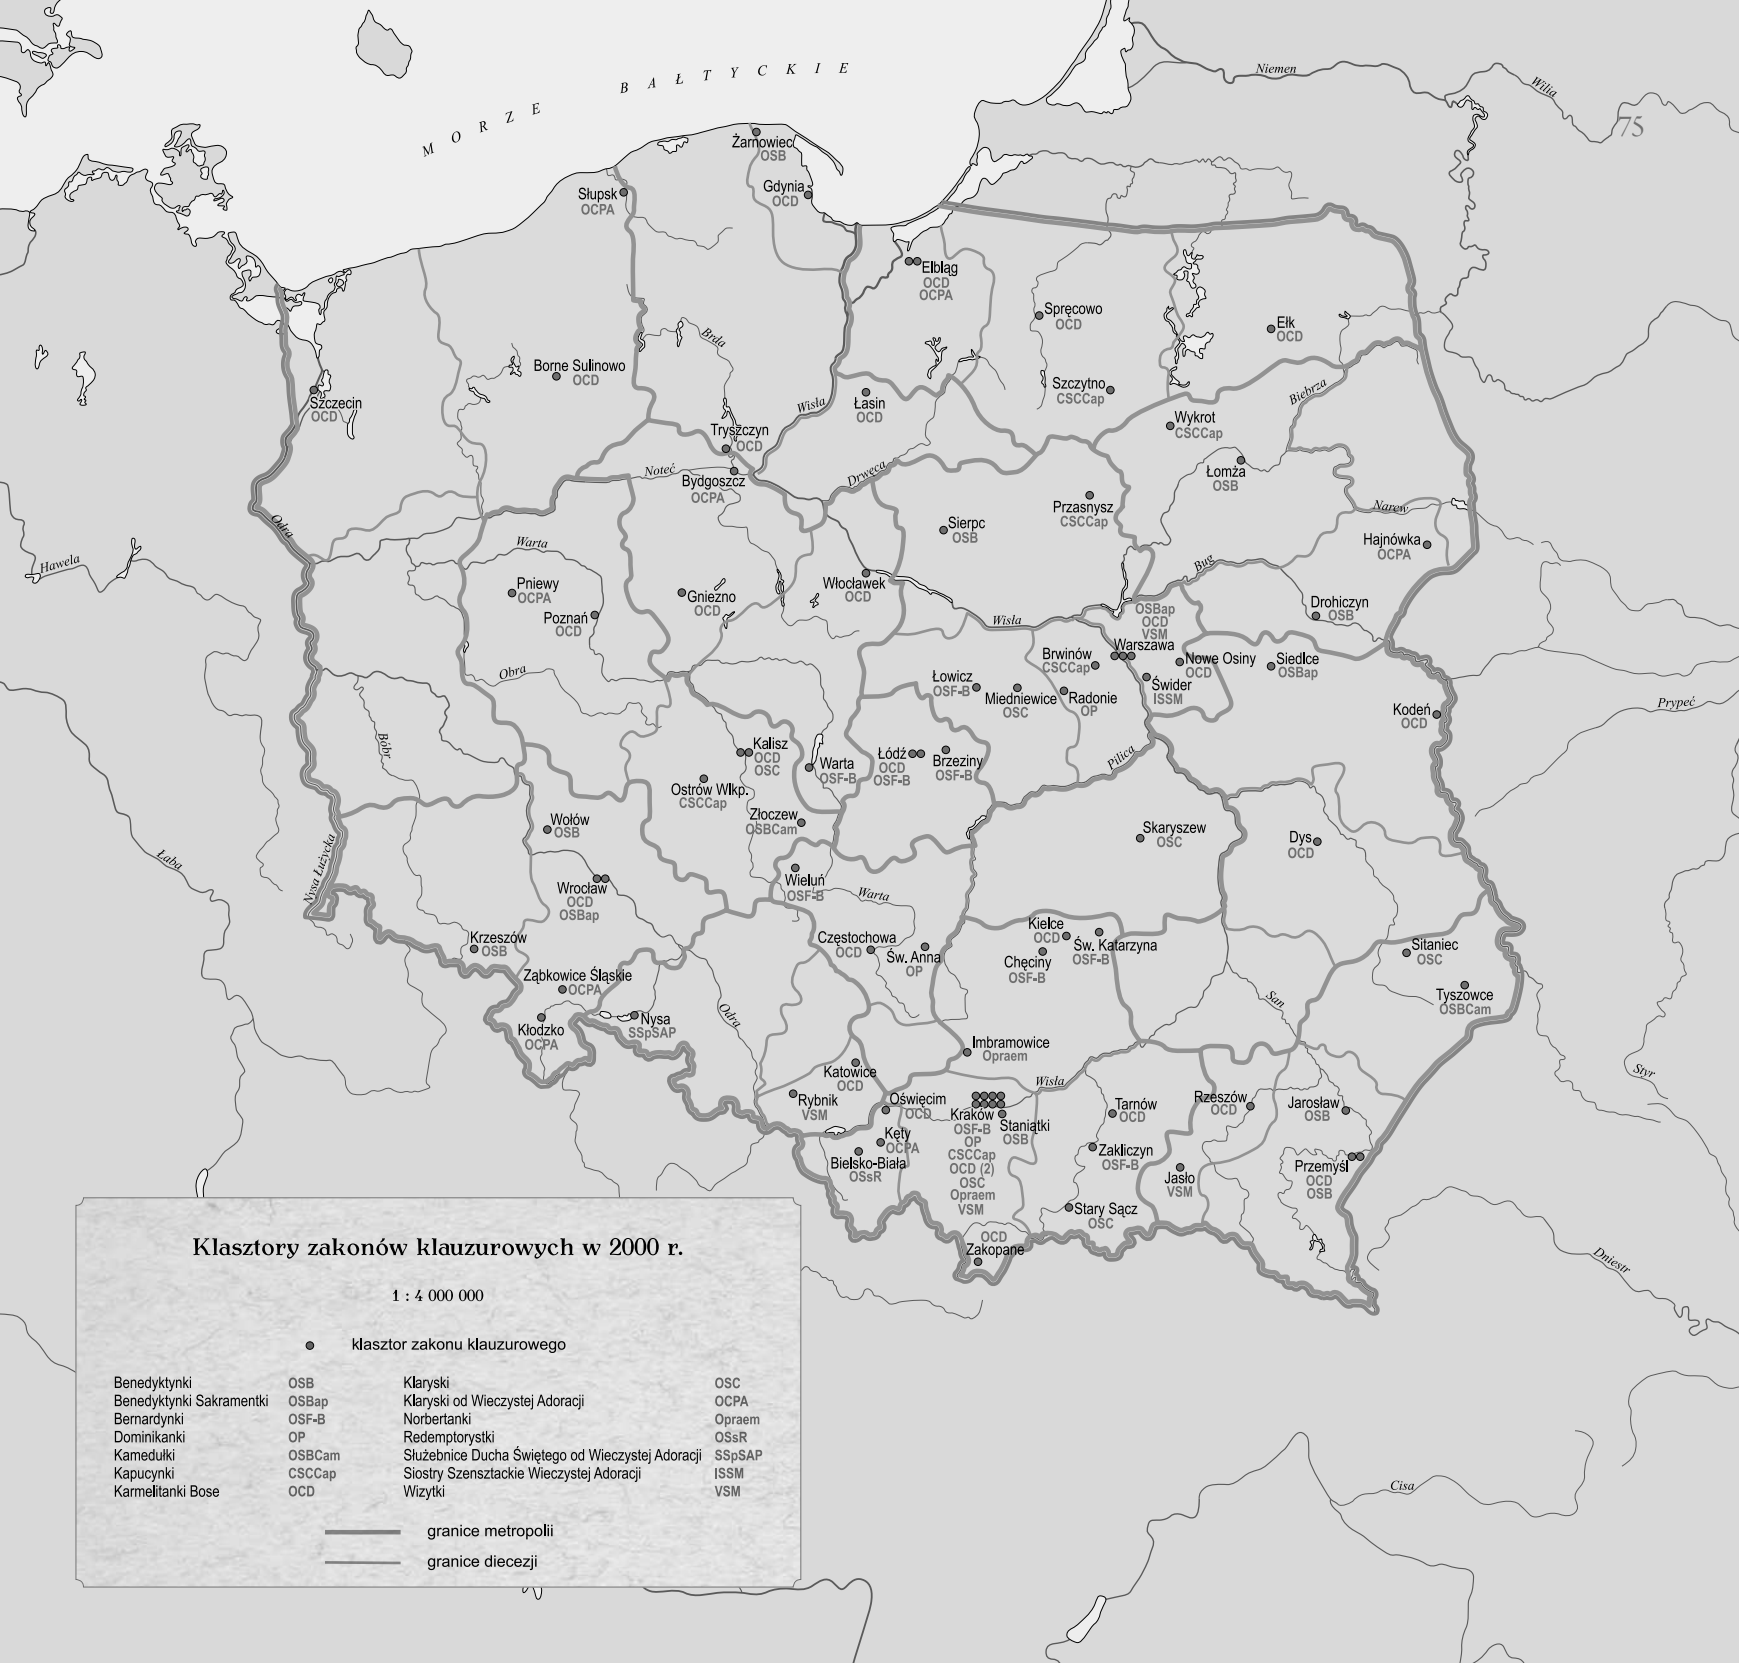 MORZE BAŁTYCKIE
Niemen
Wilia
75
Żarnowiec
OSB
Słupsk
OCPA
Gdynia
OCD
Elbląg
OCD
OCPA
Spręcowo
OCD
Ełk
OCD
Brda
Borne Sulinowo
OCD
Szczecin
OCD
Szczytno
CSCCap
Biebrza
Wisła
Łasin
OCD
Wykrot
CSCCap
Tryszczyn
OCD
Noteć
Bydgoszcz
OCPA
Drwęca
Łomża
OSB
Przasnysz
CSCCap
Narew
Odra
Sierpc
OSB
Hajnówka
OCPA
Hawela
Warta
Bug
Pniewy
OCPA
Gniezno
OCD
Włocławek
OCD
Poznań
OCD
Drohiczyn
OSB
Wisła
OSBap
OCD
VSM
Warszawa
Brwinów
CSCCap
Nowe Osiny
OCD
Siedlce
OSBap
Obra
Łowicz
OSF-B
Miedniewice
OSC
Radonie
OP
Świder
ISSM
Kodeń
OCD
Prypeć
Bóbr
Kalisz
OCD
OSC
Warta
OSF-B
Łódź
OCD
OSF-B
Brzeziny
OSF-B
Pilica
Ostrów Wlkp.
CSCCap
Złoczew
OSBCam
Wołów
OSB
Skaryszew
OSC
Dys
OCD
Łaba
Nysa Łużycka
Wrocław
OCD
OSBap
Wieluń
OSF-B
Warta
Krzeszów
OSB
Częstochowa
OCD
Św. Anna
OP
Kielce
OCD
Św. Katarzyna
OSF-B
Chęciny
OSF-B
Sitaniec
OSC
Ząbkowice Śląskie
OCPA
Tyszowce
OSBCam
San
Kłodzko
OCPA
Nysa
SSpSAP
Odra
Imbramowice
Opraem
Katowice
OCD
Wisła
Styr
Rybnik
VSM
Oświęcim
OCD
Kraków
OSF-B
OP
CSCCap
OCD (2)
OSC
Opraem
VSM
Staniątki
OSB
Tarnów
OCD
Rzeszów
OCD
Jarosław
OSB
Kęty
OCPA
Bielsko-Biała
OSsR
Zakliczyn
OSF-B
Jasło
VSM
Przemyśl
OCD
OSB
Stary Sącz
OSC
OCD
Zakopane
Dniestr
Cisa
Klasztory zakonów klauzurowych w 2000 r.
1 : 4 000 000
klasztor zakonu klauzurowego
Benedyktynki OSB
Benedyktynki Sakramentki OSBap
Bernardynki OSF-B
Dominikanki OP
Kamedułki OSBCam
Kapucynki CSCCap
Karmelitanki Bose OCD
Klaryski OSC
Klaryski od Wieczystej Adoracji OCPA
Norbertanki Opraem
Redemptorystki OSsR
Służebnice Ducha Świętego od Wieczystej Adoracji SSpSAP
Siostry Szensztackie Wieczystej Adoracji ISSM
Wizytki VSM
granice metropolii
granice diecezji